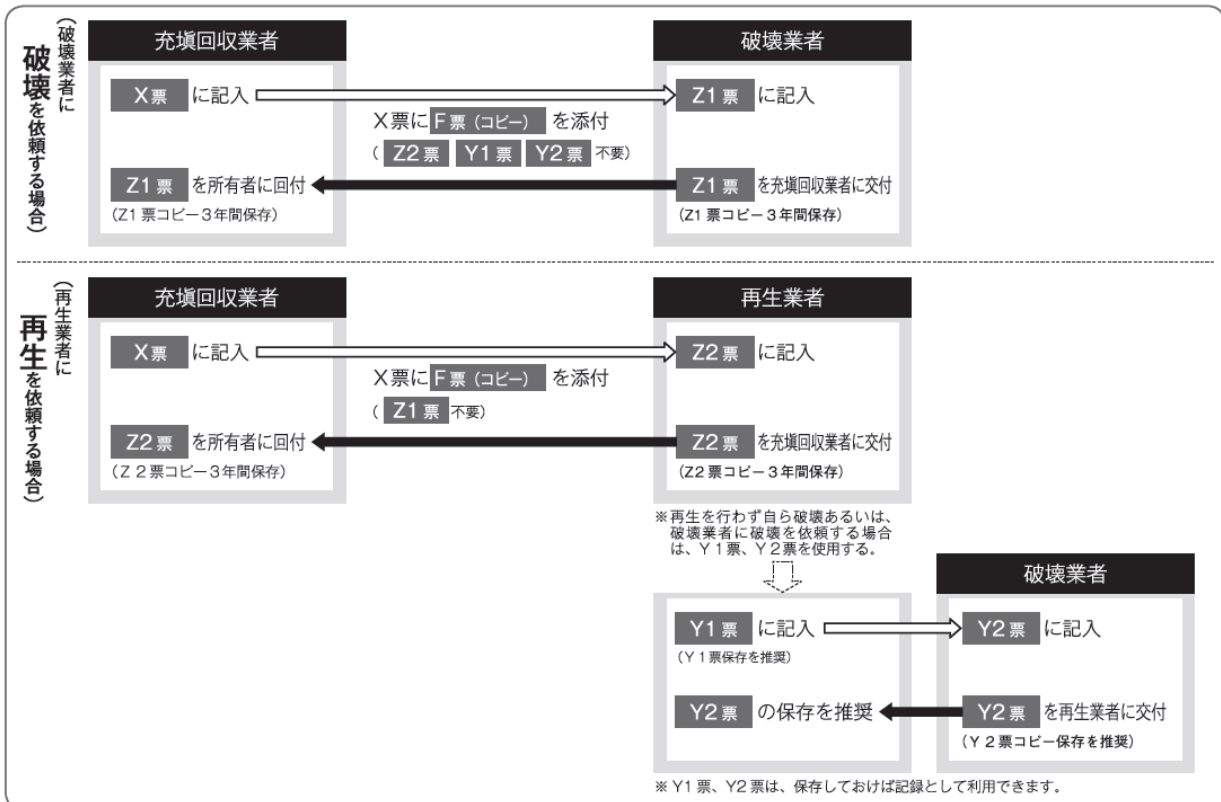 (破壊業者に
破壊を依頼する場合)
充塡回収業者
破壊業者
X票 に記入
Z1票 に記入
X票に F票(コピー) を添付
( Z2票 Y1票 Y2票 不要)
Z1票 を所有者に回付
(Z1票コピー3年間保存)
Z1票 を充塡回収業者に交付
(Z1票コピー3年間保存)
(再生業者に
再生を依頼する場合)
充塡回収業者
再生業者
X票 に記入
Z2票 に記入
X票に F票(コピー) を添付
( Z1票 不要)
Z2票 を所有者に回付
(Z2票コピー3年間保存)
Z2票 を充塡回収業者に交付
(Z2票コピー3年間保存)
※再生を行わず自ら破壊あるいは、
破壊業者に破壊を依頼する場合
は、Y1票、Y2票を使用する。
破壊業者
Y1票 に記入
(Y1票保存を推奨)
Y2票 に記入
Y2票 の保存を推奨
Y2票 を再生業者に交付
(Y2票コピー保存を推奨)
※Y1票、Y2票は、保存しておけば記録として利用できます。